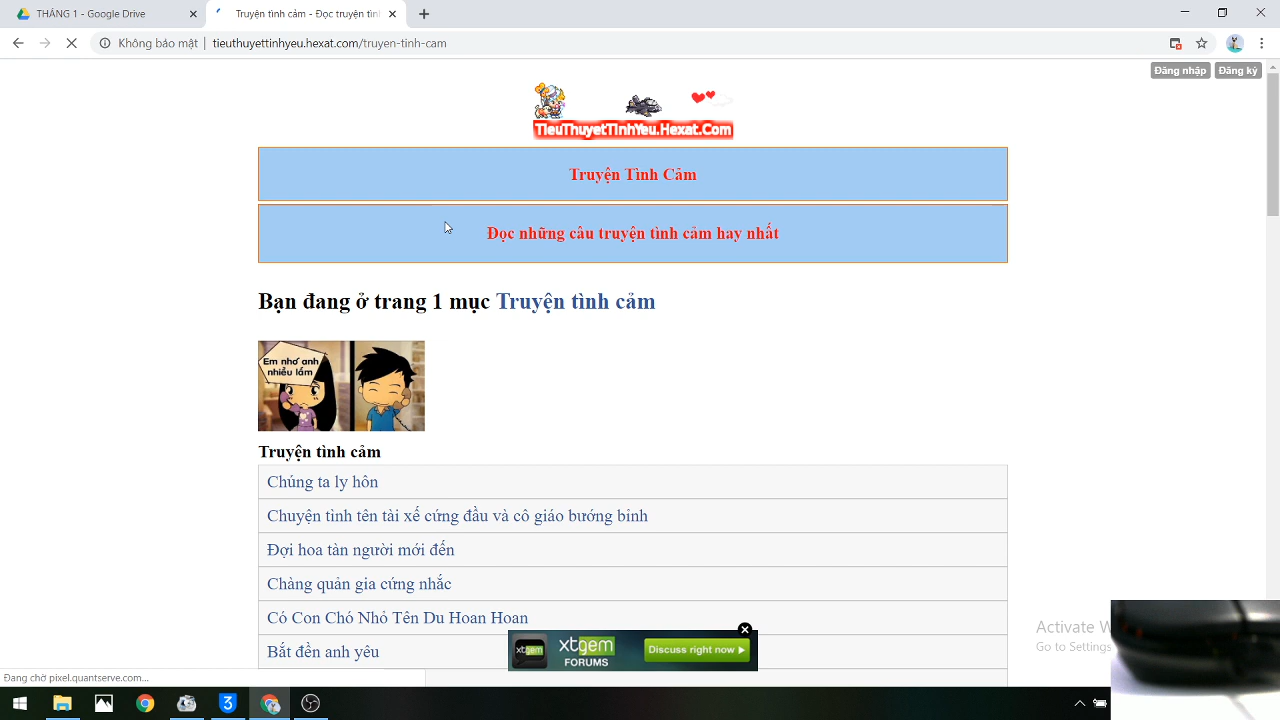 THÁNG 1 - Google Drive
Truyện tình cảm - Đọc truyện tìn
Không bảo mật | tieuthuyettinhyeu.hexat.com/truyen-tinh-cam
Đăng nhập Đăng ký
TieuThuyetTinhYeu.Hexat.Com
Truyện Tình Cảm
Đọc những câu truyện tình cảm hay nhất
Bạn đang ở trang 1 mục Truyện tình cảm
Em nhớ anh
nhiều lắm
Truyện tình cảm
Chúng ta ly hôn
Chuyện tình tên tài xế cứng đầu và cô giáo bướng bỉnh
Đợi hoa tàn người mới đến
Chàng quản gia cứng nhắc
Có Con Chó Nhỏ Tên Du Hoan Hoan
Bắt đền anh yêu
xtgem
xtgem
FORUMS
Discuss right now
Activate W
Go to Settings
Đang chờ pixel.quantserve.com...